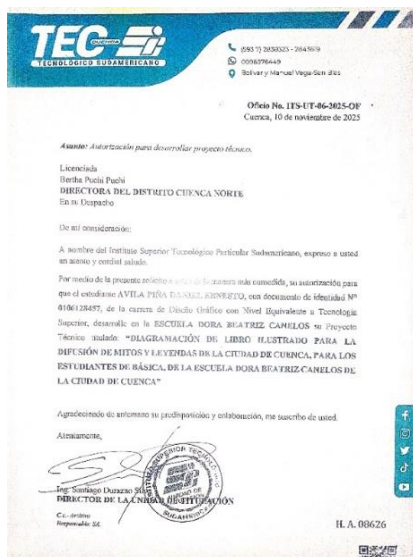 TEC
CUENCA
TECNOLÓGICO SUDAMERICANO
(593 7)
0996976449
Bolívar y Manuel Vega
Oficio No. ITS-UT-06-2025-OF
Cuenca, 10 de noviembre de 2025
Asunto: Autorización para desarrollar proyecto técnico.
Licenciada
Bertha Puchi Puchi
DIRECTORA DEL DISTRITO CUENCA NORTE
En su Despacho
De mi consideración:
A nombre del Instituto Superior Tecnológico Particular Sudamericano, expreso a usted
un atento y cordial saludo.
Por medio de la presente solicito a de la manera más comedida, su autorización para
que el estudiante AVILA PIÑA DANIEL ERNESTO, con documento de identidad N°
0106128457, de la carrera de Diseño Gráfico con Nivel Equivalente a Tecnología
Superior, desarrolle en la ESCUELA DORA BEATRIZ CANELOS su Proyecto
Técnico titulado: "DIAGRAMACIÓN DE LIBRO ILUSTRADO PARA LA
DIFUSIÓN DE MITOS Y LEYENDAS DE LA CIUDAD DE CUENCA, PARA LOS
ESTUDIANTES DE BÁSICA, DE LA ESCUELA DORA BEATRIZ CANELOS DE
LA CIUDAD DE CUENCA"
Agradeciendo de antemano su predisposición y colaboración, me suscribo de usted.
Atentamente,
Ing. Santiago Durazno
DIRECTOR DE LA UNIDAD DE TITULACIÓN
C.c. archivo
Responsable: Sd.
H. A. 08626